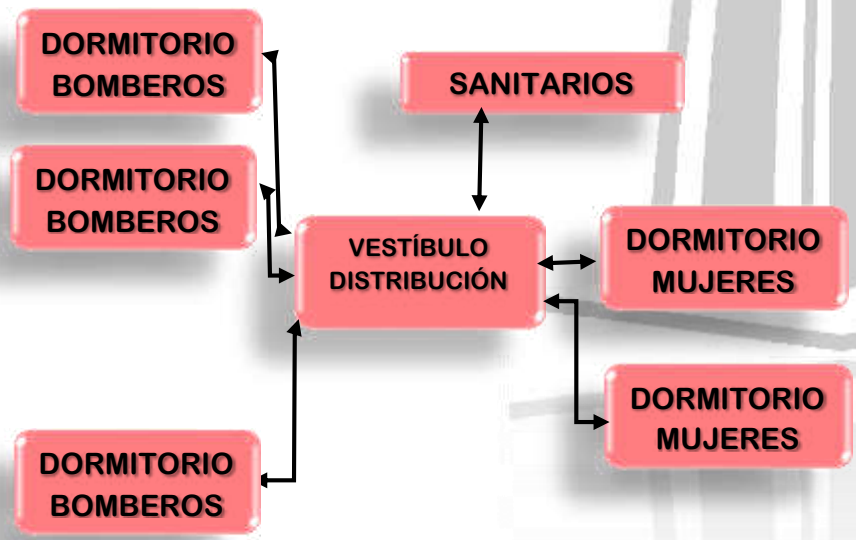 DORMITORIO
BOMBEROS
SANITARIOS
DORMITORIO
BOMBEROS
VESTÍBULO
DISTRIBUCIÓN
DORMITORIO
MUJERES
DORMITORIO
MUJERES
DORMITORIO
BOMBEROS